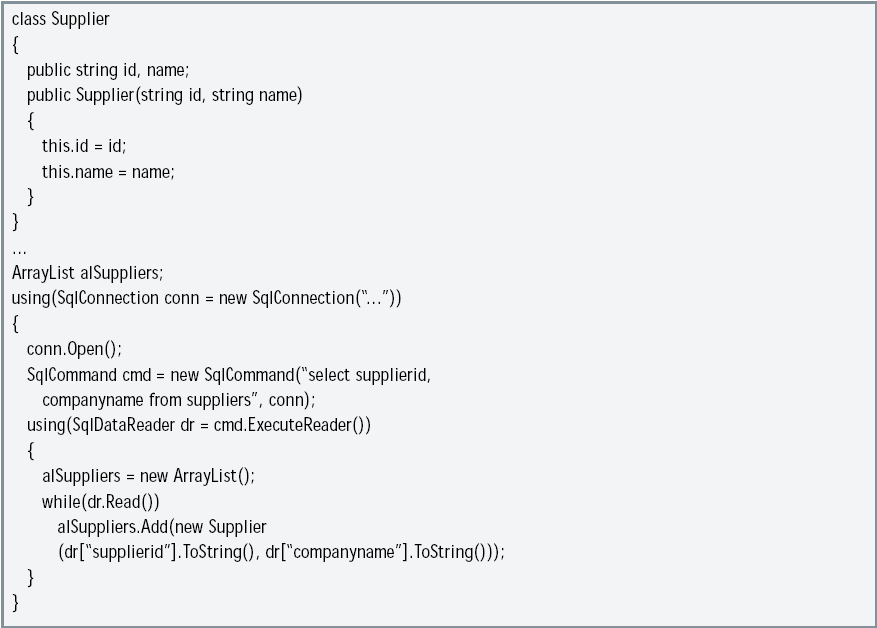 class Supplier
{
public string id, name;
public Supplier(string id, string name)
{
this.id = id;
this.name = name;
}
}
...
ArrayList alSuppliers;
using(SqlConnection conn = new SqlConnection(“...”))
{
conn.Open();
SqlCommand cmd = new SqlCommand(“select supplierid,
companyname from suppliers”, conn);
using(SqlDataReader dr = cmd.ExecuteReader())
{
alSuppliers = new ArrayList();
while(dr.Read())
alSuppliers.Add(new Supplier
(dr[“supplierid”].ToString(), dr[“companyname”].ToString()));
}
}